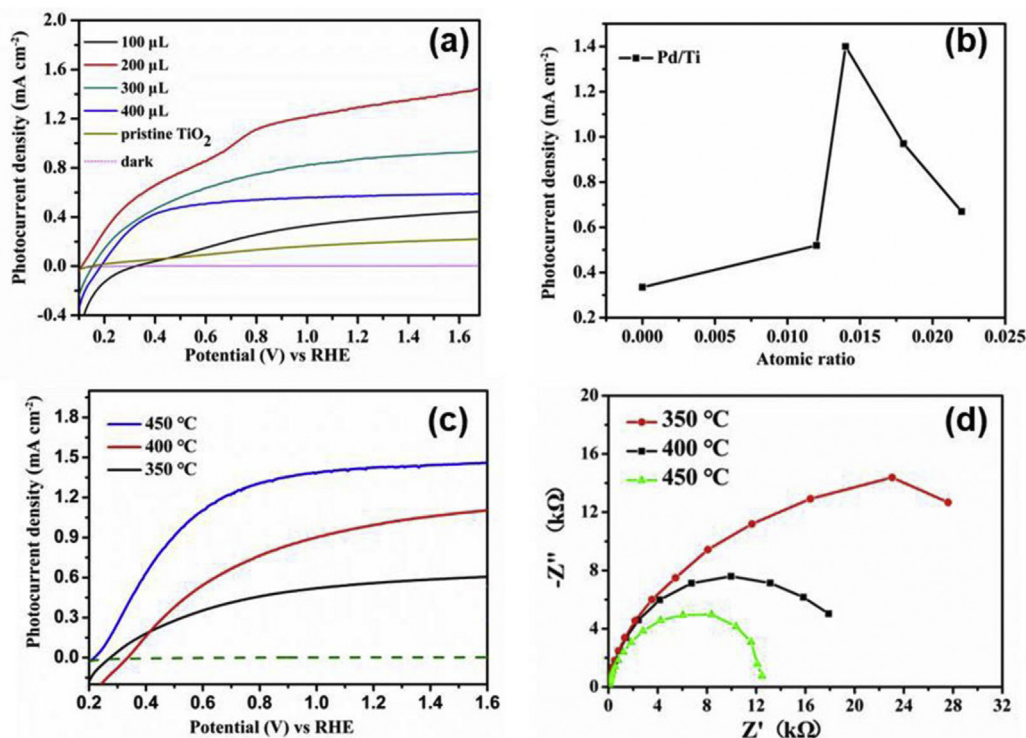 (a)
100 µL
200 µL
300 µL
400 µL
pristine TiO2
dark
Photocurrent density (mA cm-2)
2.0
1.6
1.2
0.8
0.4
0.0
-0.4
0.2 0.4 0.6 0.8 1.0 1.2 1.4 1.6
Potential (V) vs RHE
(b)
Pd/Ti
Photocurrent density (mA cm-2)
1.4
1.2
1.0
0.8
0.6
0.4
0.2
0.000 0.005 0.010 0.015 0.020 0.025
Atomic ratio
(c)
450 °C
400 °C
350 °C
Photocurrent density (mA cm-2)
1.8
1.5
1.2
0.9
0.6
0.3
0.0
0.2 0.4 0.6 0.8 1.0 1.2 1.4 1.6
Potential (V) vs RHE
(d)
350 °C
400 °C
450 °C
-Z'' (kΩ)
20
16
12
8
4
0
0 4 8 12 16 20 24 28 32
Z' (kΩ)